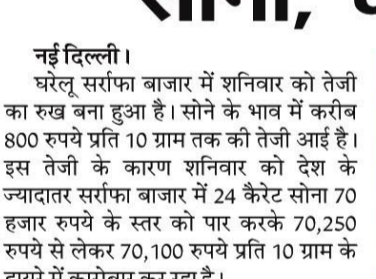 नई दिल्ली।
घरेलू सर्राफा बाजार में शनिवार को तेजी
का रुख बना हुआ है। सोने के भाव में करीब
800 रुपये प्रति 10 ग्राम तक की तेजी आई है।
इस तेजी के कारण शनिवार को देश के
ज्यादातर सर्राफा बाजार में 24 कैरेट सोना 70
हजार रुपये के स्तर को पार करके 70,250
रुपये से लेकर 70,100 रुपये प्रति 10 ग्राम के